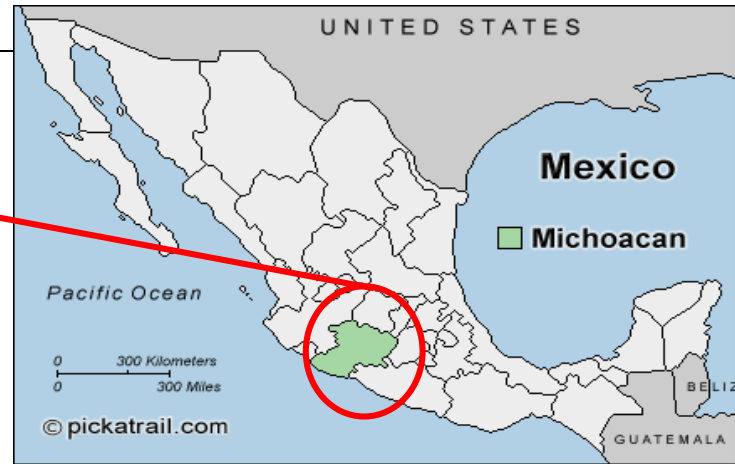 UNITED STATES
Mexico
Michoacan
Pacific Ocean
0 300 Kilometers
0 300 Miles
BELIZ
© pickatrail.com
GUATEMALA